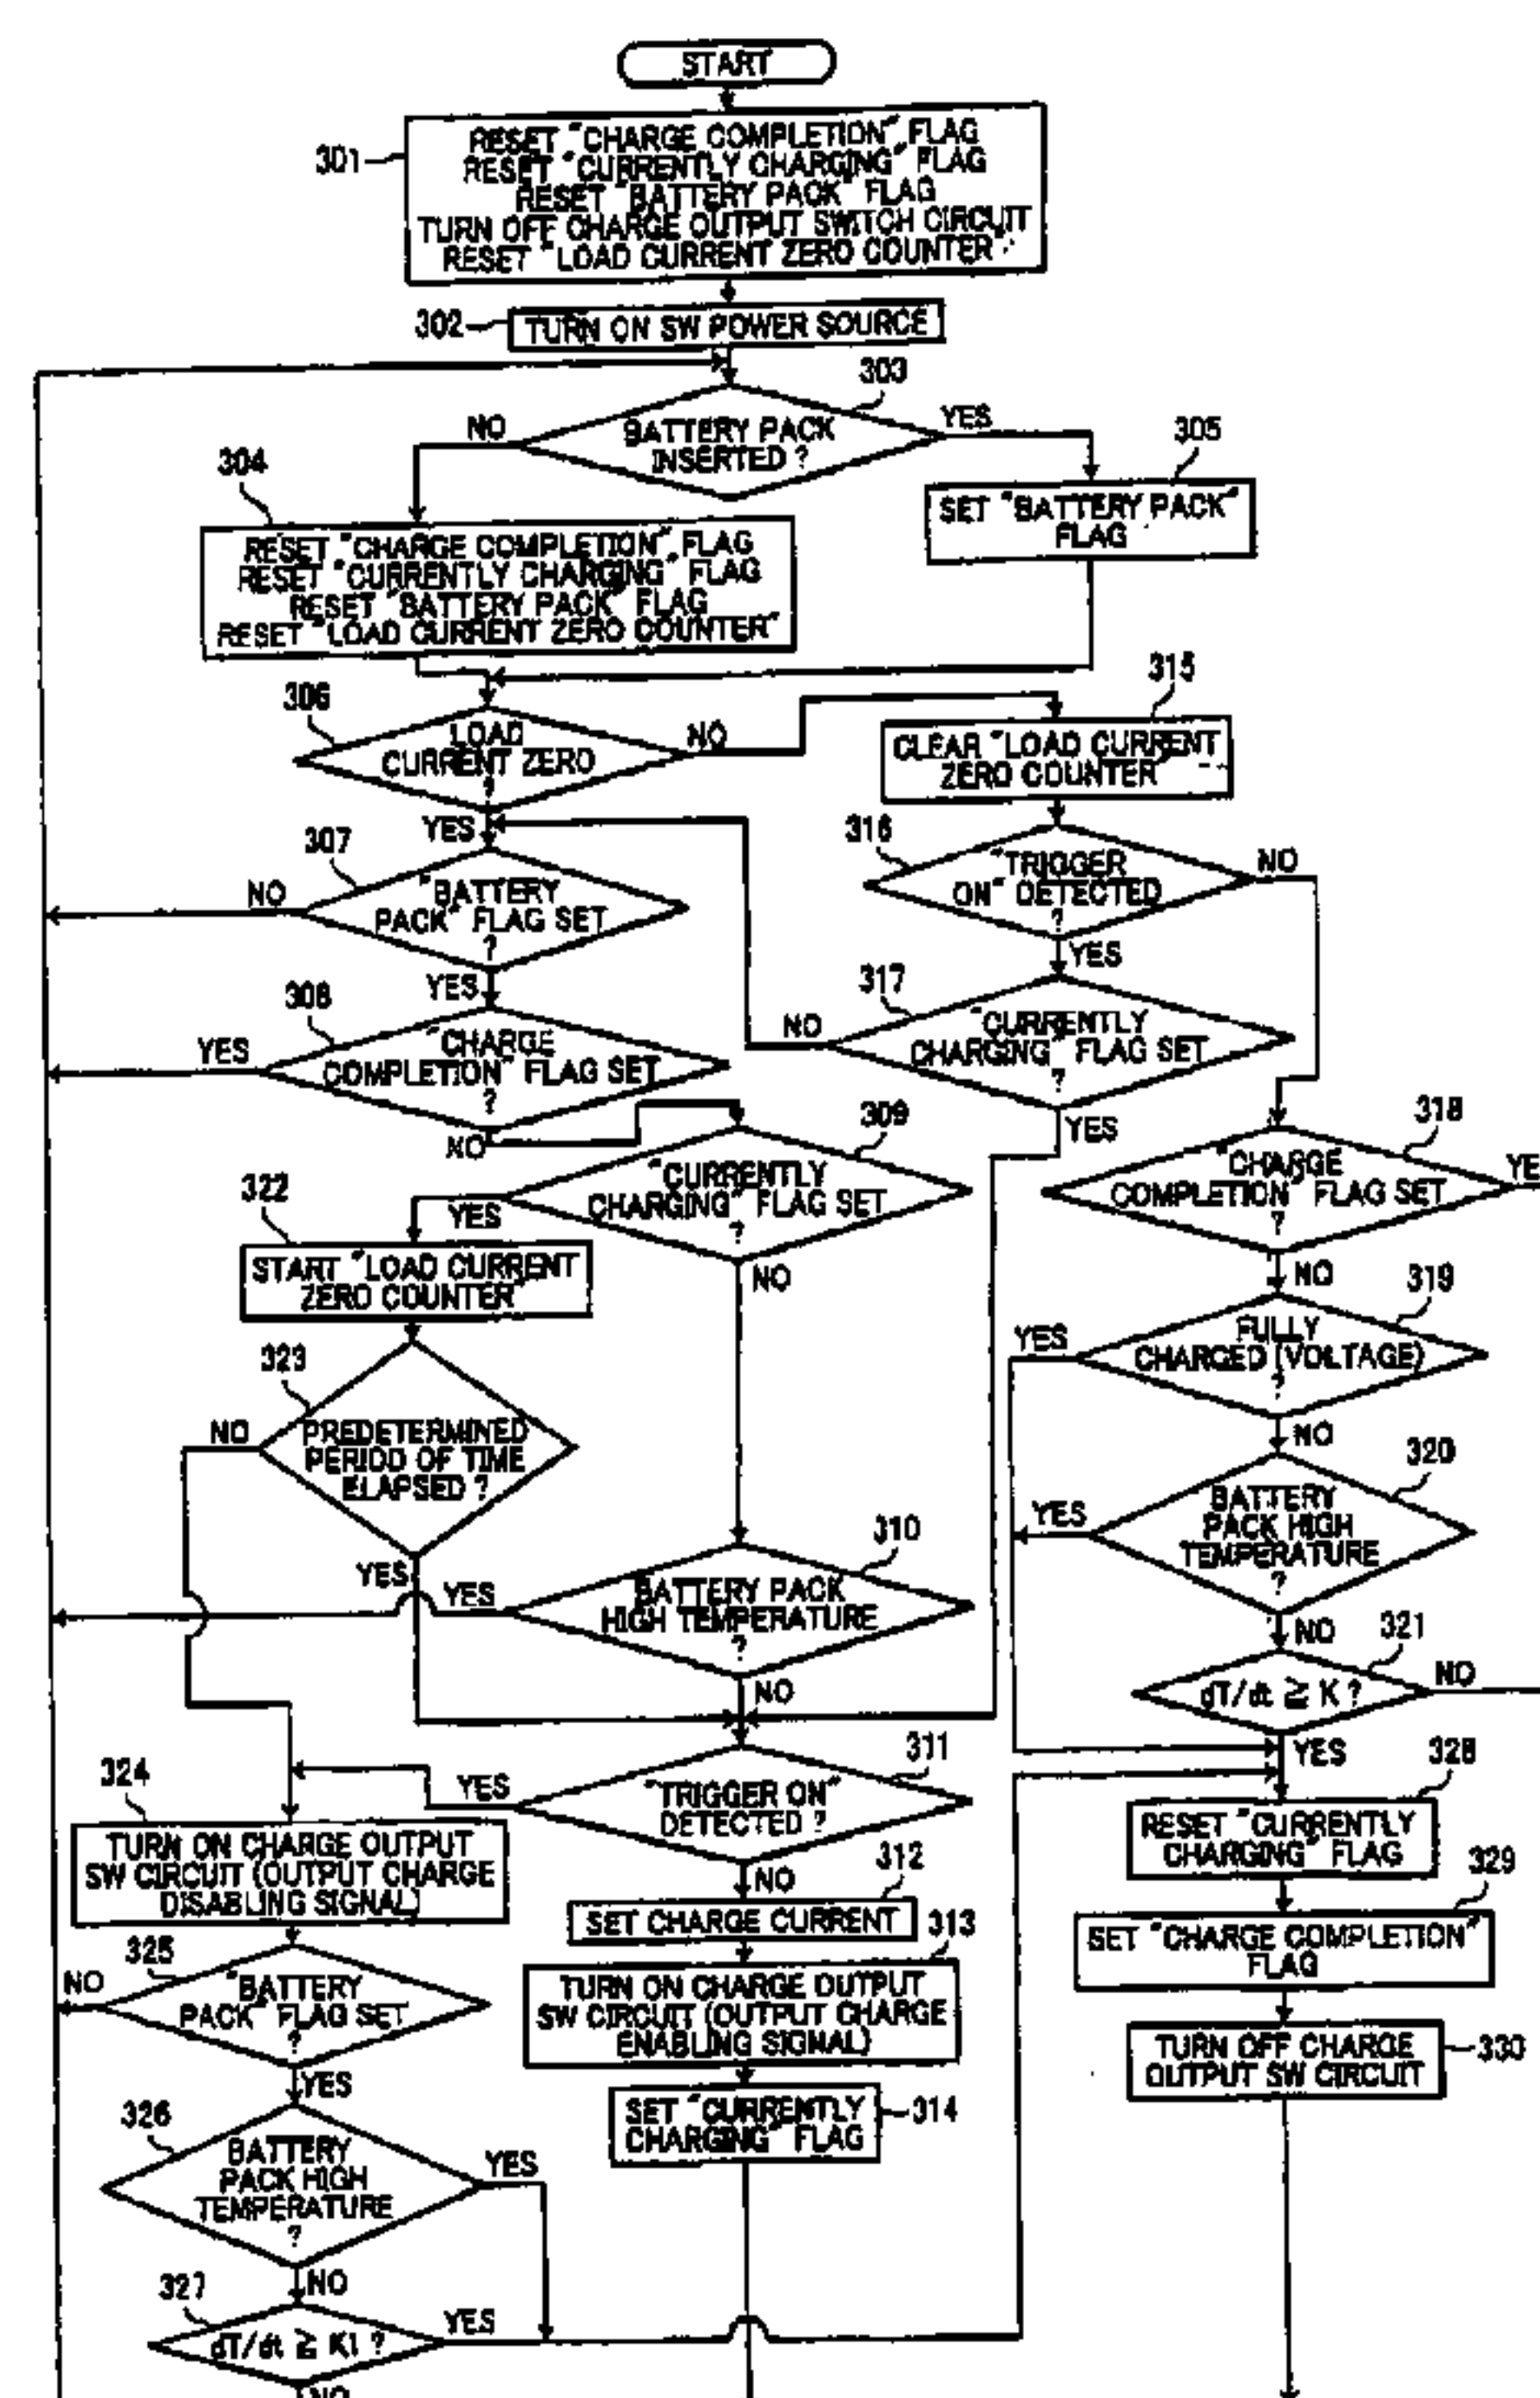 START
301
RESET "CHARGE COMPLETION" FLAG
RESET "CURRENTLY CHARGING" FLAG
RESET "BATTERY PACK" FLAG
TURN OFF CHARGE OUTPUT SWITCH CIRCUIT
RESET "LOAD CURRENT ZERO COUNTER"
302
TURN ON SW POWER SOURCE
303
NO
BATTERY PACK
INSERTED ?
YES
304
305
SET "BATTERY PACK"
FLAG
RESET "CHARGE COMPLETION" FLAG
RESET "CURRENTLY CHARGING" FLAG
RESET "BATTERY PACK" FLAG
RESET "LOAD CURRENT ZERO COUNTER"
306
LOAD
CURRENT ZERO
?
NO
YES
315
CLEAR "LOAD CURRENT
ZERO COUNTER"
307
NO
"BATTERY
PACK" FLAG SET
?
YES
316
"TRIGGER
ON" DETECTED
?
NO
YES
308
YES
"CHARGE
COMPLETION" FLAG SET
?
NO
317
NO
"CURRENTLY
CHARGING" FLAG SET
?
YES
309
"CURRENTLY
CHARGING" FLAG SET
?
YES
NO
318
"CHARGE
COMPLETION" FLAG SET
?
YE
NO
322
START "LOAD CURRENT
ZERO COUNTER"
319
YES
FULLY
CHARGED (VOLTAGE)
?
NO
323
NO
PREDETERMINED
PERIOD OF TIME
ELAPSED ?
YES
320
YES
BATTERY
PACK HIGH
TEMPERATURE
?
NO
310
YES
BATTERY PACK
HIGH TEMPERATURE
?
NO
321
dT/dt ≧ K ?
NO
YES
311
YES
"TRIGGER ON"
DETECTED ?
NO
324
TURN ON CHARGE OUTPUT
SW CIRCUIT (OUTPUT CHARGE
DISABLING SIGNAL)
312
SET CHARGE CURRENT
328
RESET "CURRENTLY
CHARGING" FLAG
313
TURN ON CHARGE OUTPUT
SW CIRCUIT (OUTPUT CHARGE
ENABLING SIGNAL)
329
SET "CHARGE COMPLETION"
FLAG
325
NO
"BATTERY
PACK" FLAG SET
?
YES
314
SET "CURRENTLY
CHARGING" FLAG
330
TURN OFF CHARGE
OUTPUT SW CIRCUIT
326
BATTERY
PACK HIGH
TEMPERATURE
?
YES
NO
327
dT/dt ≧ K1 ?
YES
NO